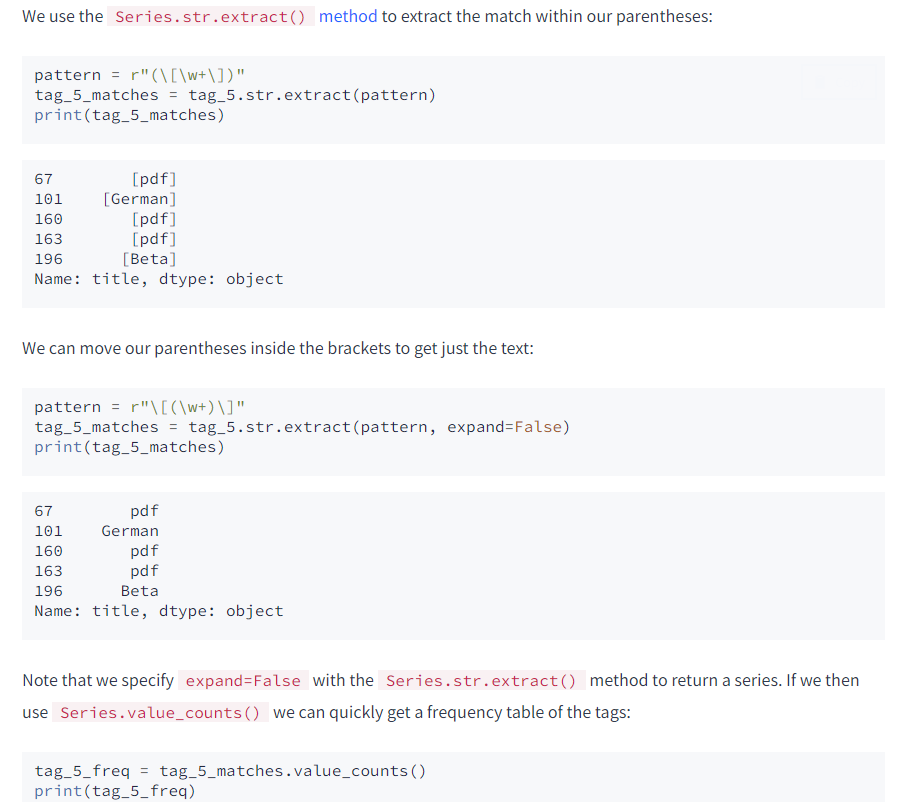 We use the Series.str.extract() method to extract the match within our parentheses:
pattern = r"(\[\w+\])"
tag_5_matches = tag_5.str.extract(pattern)
print(tag_5_matches)
67        [pdf]
101    [German]
160       [pdf]
163       [pdf]
196      [Beta]
Name: title, dtype: object
We can move our parentheses inside the brackets to get just the text:
pattern = r"\[(\w+)\]"
tag_5_matches = tag_5.str.extract(pattern, expand=False)
print(tag_5_matches)
67        pdf
101    German
160       pdf
163       pdf
196      Beta
Name: title, dtype: object
Note that we specify expand=False with the Series.str.extract() method to return a series. If we then
use Series.value_counts() we can quickly get a frequency table of the tags:
tag_5_freq = tag_5_matches.value_counts()
print(tag_5_freq)